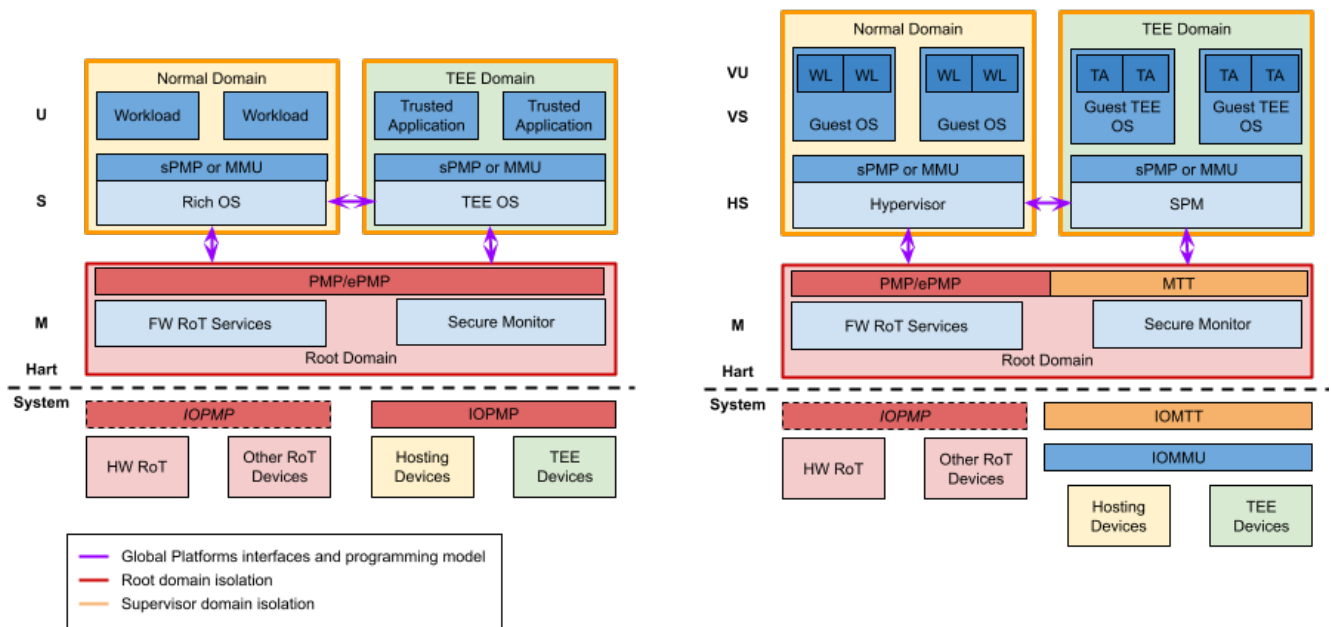 Normal Domain
TEE Domain
U
Workload
Workload
Trusted
Application
Trusted
Application
sPMP or MMU
sPMP or MMU
S
Rich OS
TEE OS
PMP/ePMP
M
FW RoT Services
Secure Monitor
Root Domain
Hart
System
IOPMP
IOPMP
HW RoT
Other RoT
Devices
Hosting
Devices
TEE
Devices
Global Platforms interfaces and programming model
Root domain isolation
Supervisor domain isolation
Normal Domain
TEE Domain
VU
WL
WL
WL
WL
TA
TA
TA
TA
VS
Guest OS
Guest OS
Guest TEE
OS
Guest TEE
OS
sPMP or MMU
sPMP or MMU
HS
Hypervisor
SPM
PMP/ePMP
MTT
M
FW RoT Services
Secure Monitor
Root Domain
Hart
System
IOPMP
IOMTT
HW RoT
Other RoT
Devices
IOMMU
Hosting
Devices
TEE
Devices